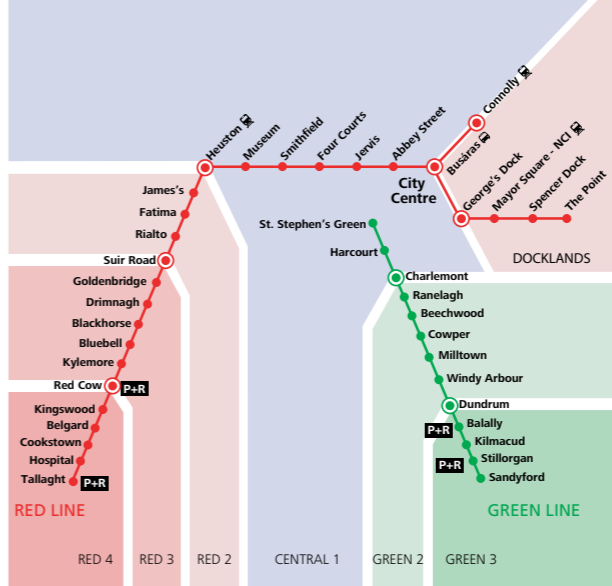 Heuston
Museum
Smithfield
Four Courts
Jervis
Abbey Street
Connolly
Busáras
City
Centre
George's Dock
Mayor Square - NCI
Spencer Dock
The Point
DOCKLANDS
James's
Fatima
Rialto
Suir Road
Goldenbridge
Drimnagh
Blackhorse
Bluebell
Kylemore
Red Cow
P+R
Kingswood
Belgard
Cookstown
Hospital
Tallaght
P+R
RED LINE
St. Stephen's Green
Harcourt
Charlemont
Ranelagh
Beechwood
Cowper
Milltown
Windy Arbour
Dundrum
Balally
P+R
Kilmacud
Stillorgan
P+R
Sandyford
GREEN LINE
RED 4
RED 3
RED 2
CENTRAL 1
GREEN 2
GREEN 3